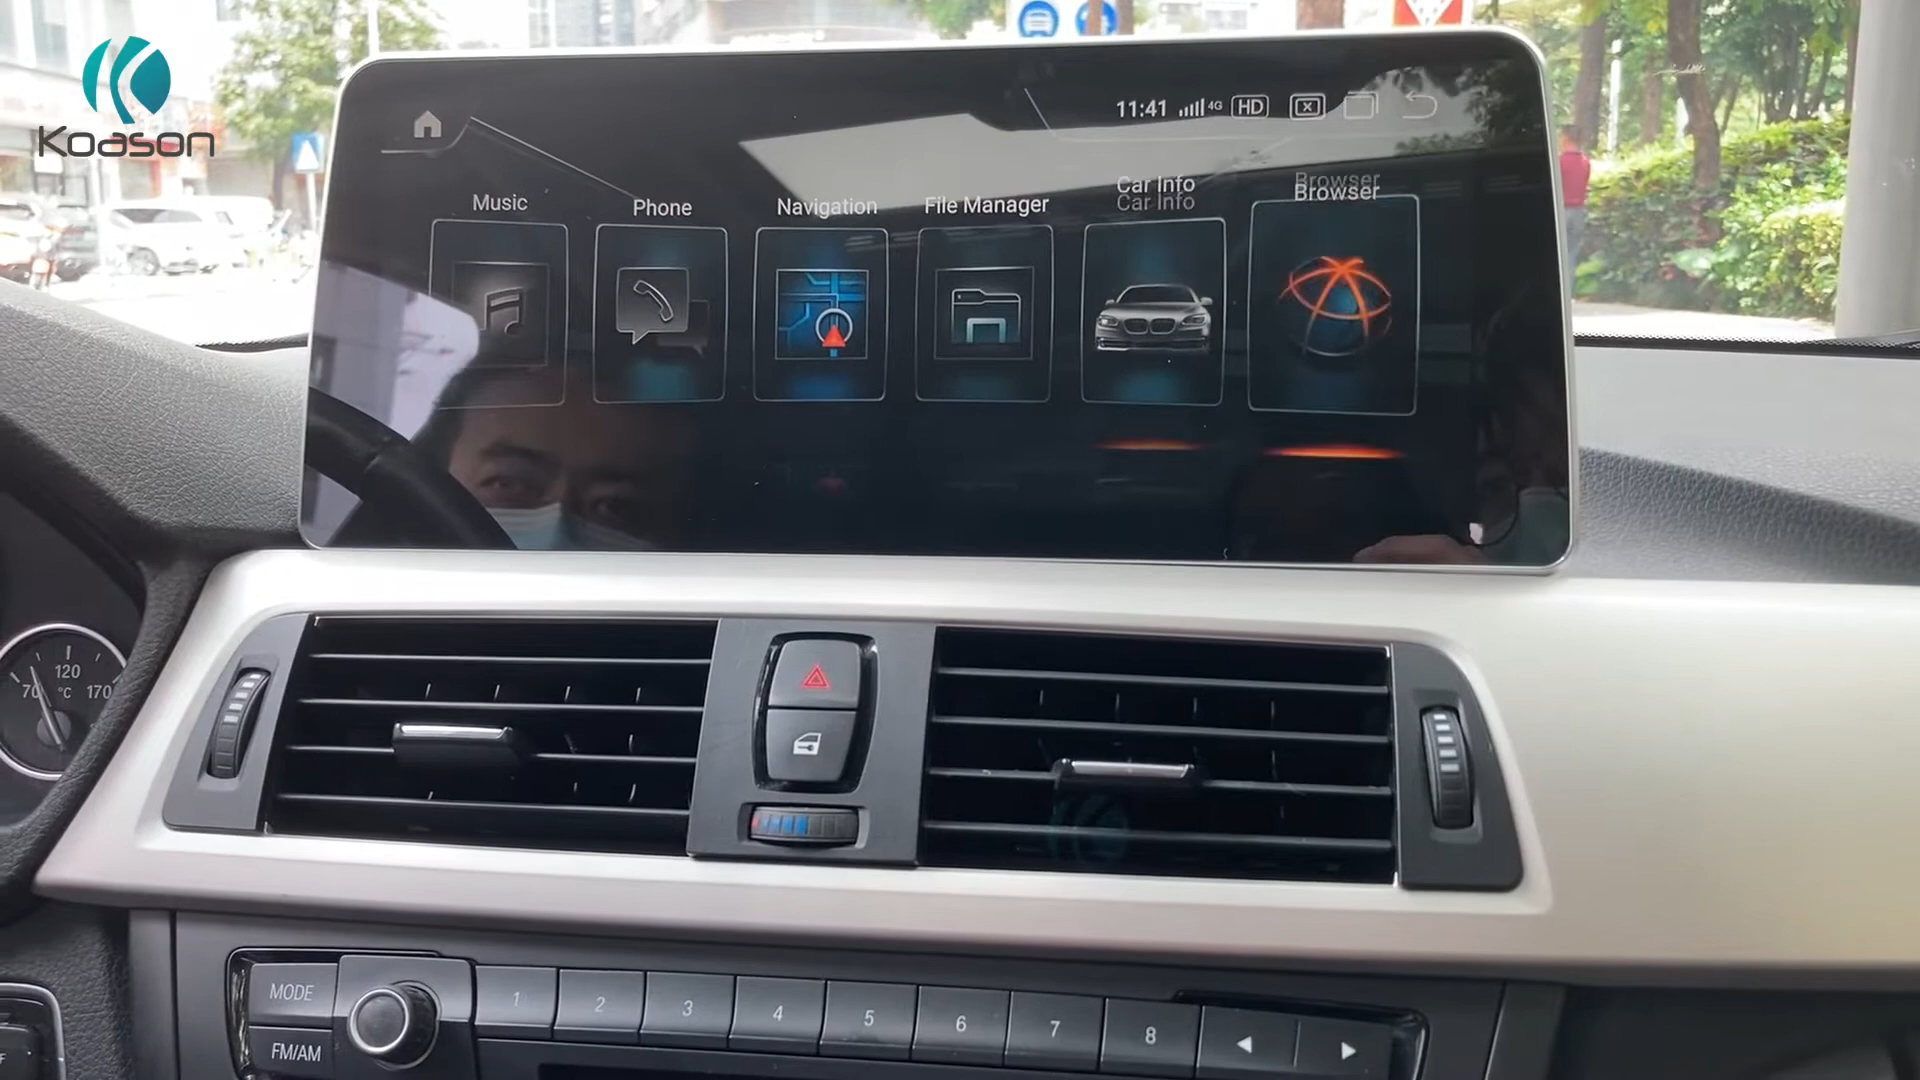 Koason
11:41 4G HD
Music
Phone
Navigation
File Manager
Car Info
Car Info
Browser
Browser
120
70 °C 170
MODE
1 2 3 4 5 6 7 8
FM/AM